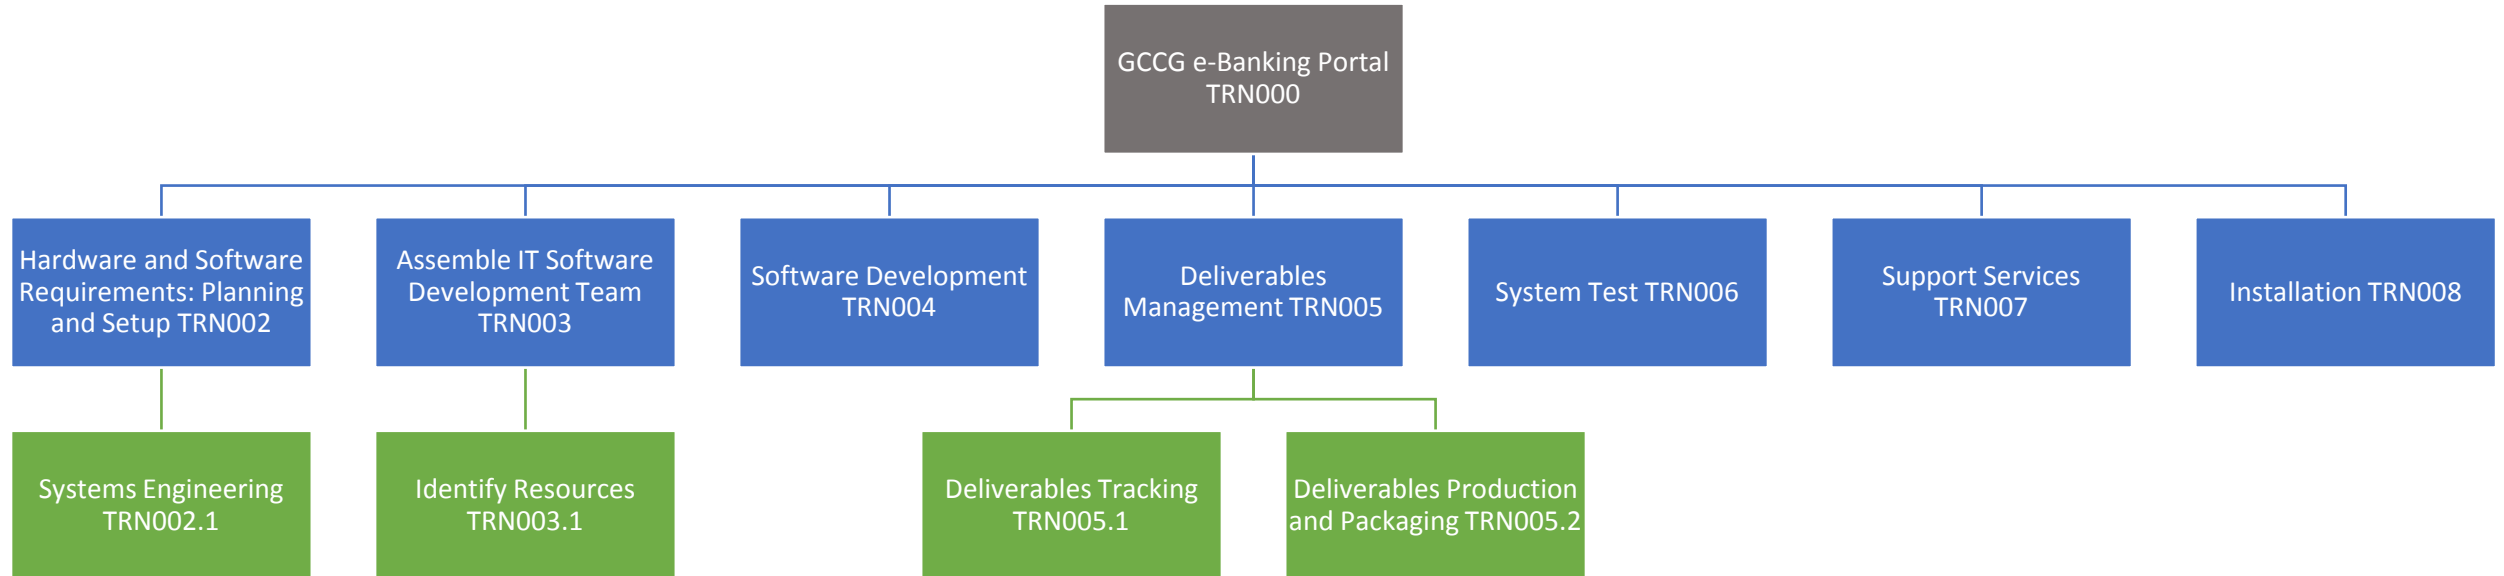 GCCG e-Banking Portal
TRN000
Hardware and Software
Requirements: Planning
and Setup TRN002
Assemble IT Software
Development Team
TRN003
Software Development
TRN004
Deliverables
Management TRN005
System Test TRN006
Support Services
TRN007
Installation TRN008
Systems Engineering
TRN002.1
Identify Resources
TRN003.1
Deliverables Tracking
TRN005.1
Deliverables Production
and Packaging TRN005.2